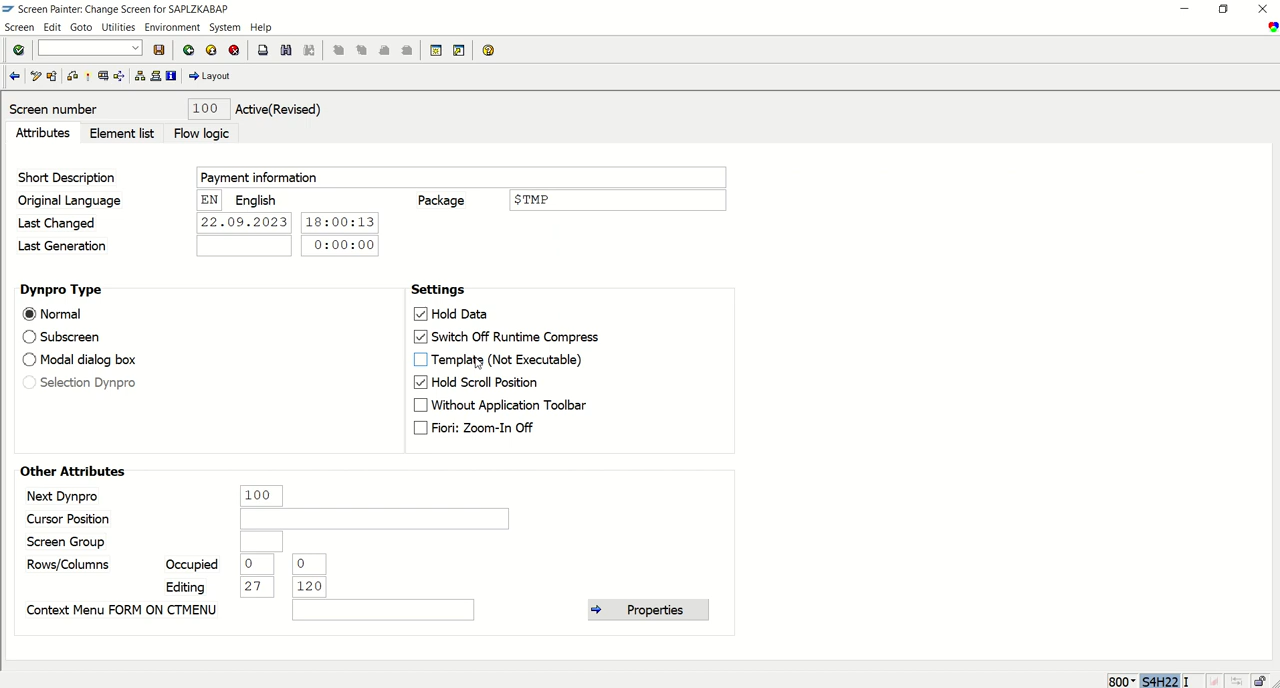 Screen Painter: Change Screen for SAPLZKABAP
Screen Edit Goto Utilities Environment System Help
Layout
Screen number 100 Active(Revised)
Attributes Element list Flow logic
Short Description Payment information
Original Language EN English Package $TMP
Last Changed 22.09.2023 18:00:13
Last Generation 0:00:00
Dynpro Type Settings
Normal Hold Data
Subscreen Switch Off Runtime Compress
Modal dialog box Template (Not Executable)
Selection Dynpro Hold Scroll Position
Without Application Toolbar
Fiori: Zoom-In Off
Other Attributes
Next Dynpro 100
Cursor Position
Screen Group
Rows/Columns Occupied 0 0
Editing 27 120
Context Menu FORM ON CTMENU Properties
800 S4H22